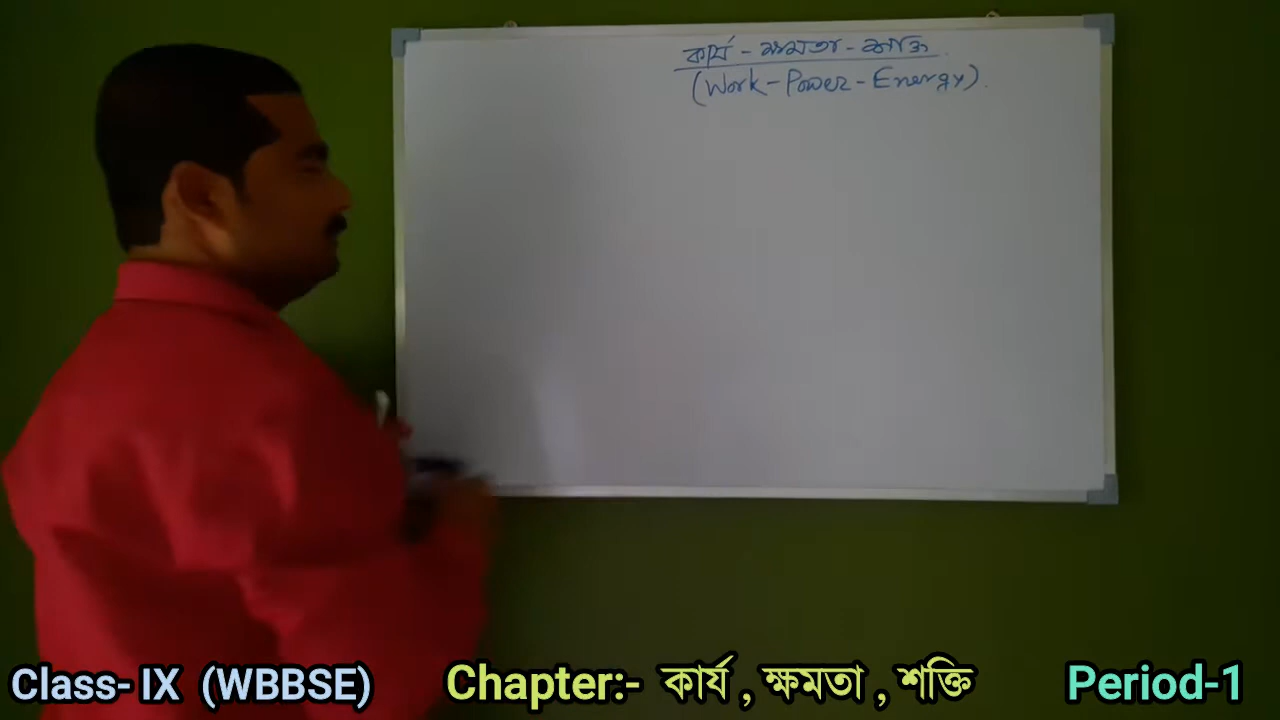 কার্য - ক্ষমতা - শক্তি
(Work - Power - Energy).
Class- IX (WBBSE) Chapter:- কার্য , ক্ষমতা , শক্তি Period-1